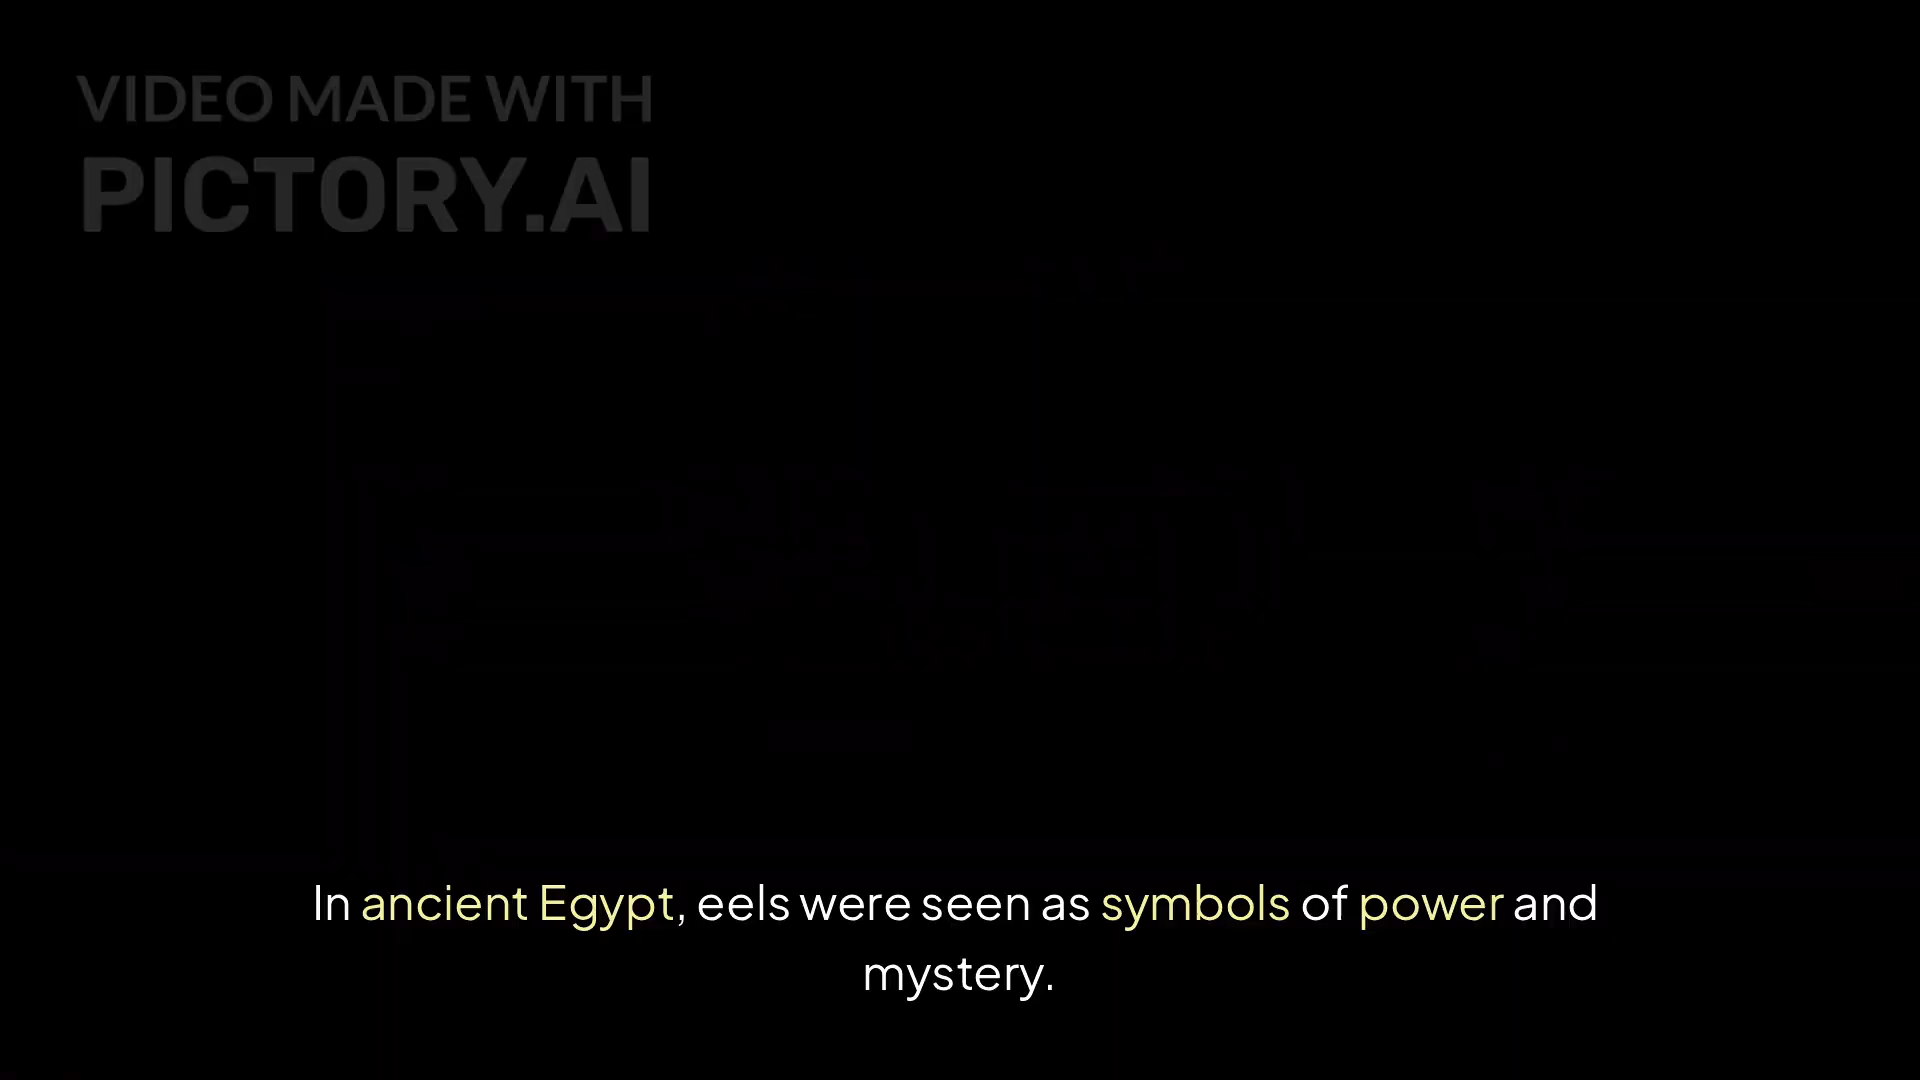 VIDEO MADE WITH
PICTORY.AI
In ancient Egypt, eels were seen as symbols of power and
mystery.